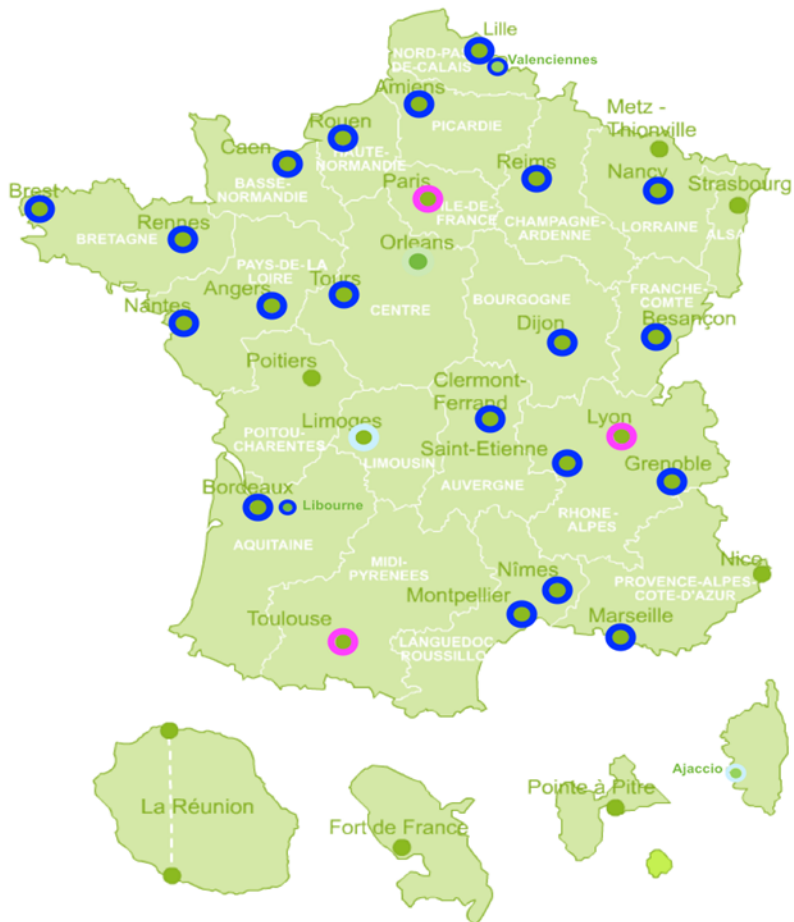 Lille
NORD-PAS
DE-CALAIS
Valenciennes
Amiens
PICARDIE
Rouen
HAUTE-
NORMANDIE
Metz -
Thionville
Caen
BASSE-
NORMANDIE
Paris
ILE-DE-
FRANCE
Reims
CHAMPAGNE-
ARDENNE
Nancy
LORRAINE
Strasbourg
ALSA
Brest
Rennes
BRETAGNE
Orleans
PAYS-DE-LA
LOIRE
Angers
Tours
CENTRE
BOURGOGNE
FRANCHE-
COMTE
Nantes
Dijon
Besançon
Poitiers
Clermont-
Ferrand
Limoges
POITOU-
CHARENTES
LIMOUSIN
Lyon
Saint-Etienne
AUVERGNE
Grenoble
RHONE-
ALPES
Bordeaux
Libourne
AQUITAINE
MIDI-
PYRENEES
Nîmes
Montpellier
Nice
PROVENCE-ALPES-
COTE-D'AZUR
Toulouse
LANGUEDOC
ROUSSILLO
Marseille
Ajaccio
La Réunion
Fort de France
Pointe à Pitre